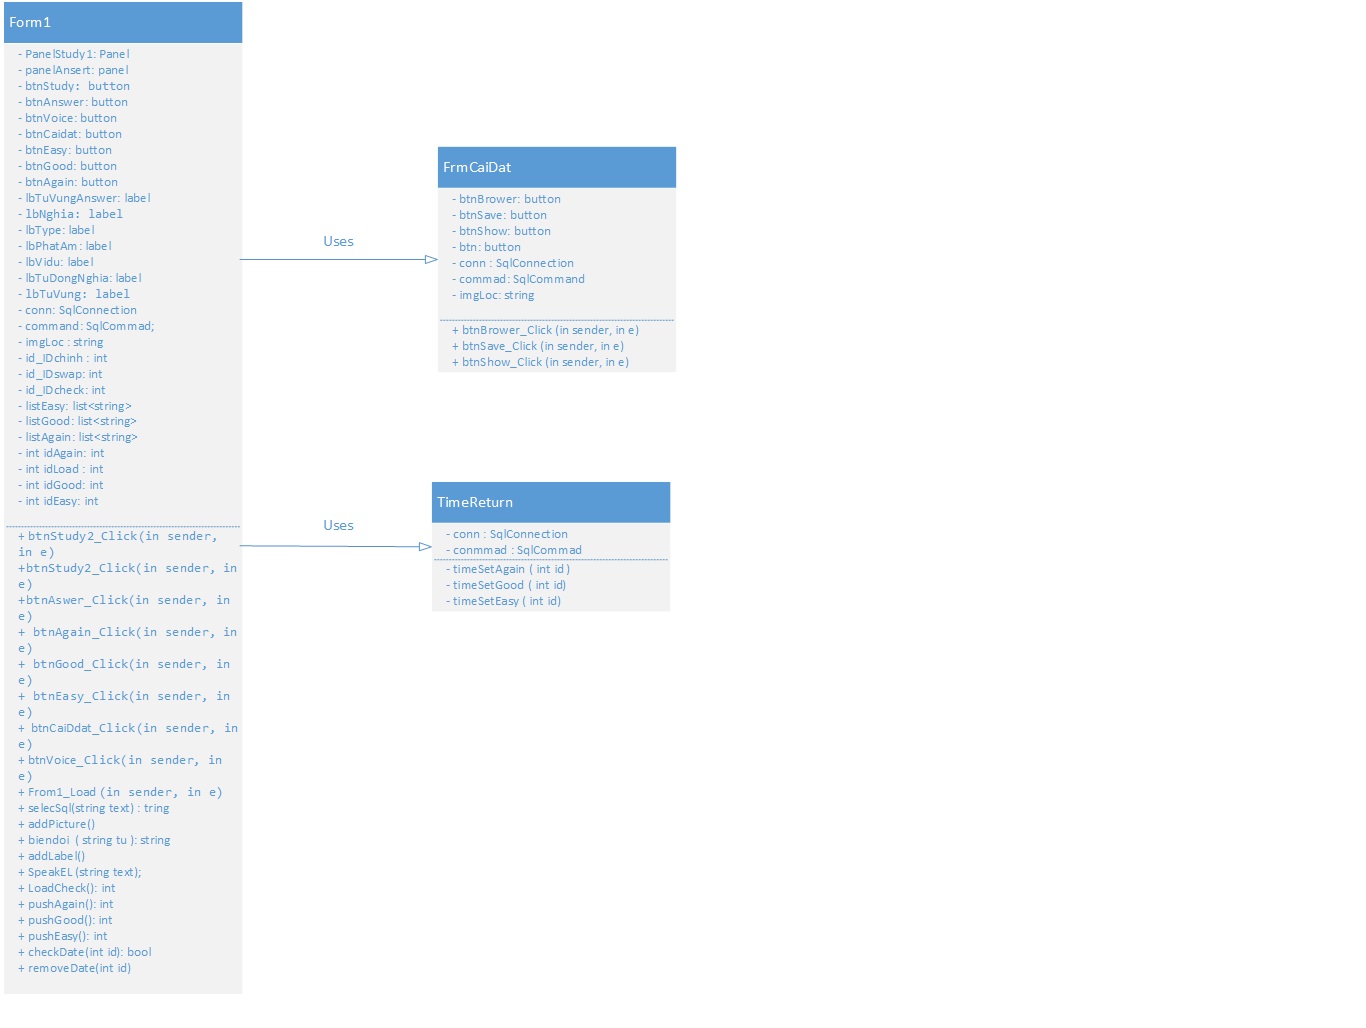 Form1
- PanelStudy1: Panel
- panelAnsert: panel
- btnStudy: button
- btnAnswer: button
- btnVoice: button
- btnCaidat: button
- btnEasy: button
- btnGood: button
- btnAgain: button
- lbTuVungAnswer: label
- lbNghia: label
- lbType: label
- lbPhatAm: label
- lbVidu: label
- lbTuDongNghia: label
- lbTuVung: label
- conn: SqlConnection
- command: SqlCommad;
- imgLoc : string
- id_IDchinh : int
- id_IDswap: int
- id_IDcheck: int
- listEasy: list<string>
- listGood: list<string>
- listAgain: list<string>
- int idAgain: int
- int idLoad : int
- int idGood: int
- int idEasy: int
+ btnStudy2_Click(in sender,
in e)
+btnStudy2_Click(in sender, in
e)
+btnAswer_Click(in sender, in
e)
+ btnAgain_Click(in sender, in
e)
+ btnGood_Click(in sender, in
e)
+ btnEasy_Click(in sender, in
e)
+ btnCaiDdat_Click(in sender, in
e)
+ btnVoice_Click(in sender, in
e)
+ From1_Load (in sender, in e)
+ selecSql(string text) : tring
+ addPicture()
+ biendoi ( string tu ): string
+ addLabel()
+ SpeakEL (string text);
+ LoadCheck(): int
+ pushAgain(): int
+ pushGood(): int
+ pushEasy(): int
+ checkDate(int id): bool
+ removeDate(int id)
Uses
FrmCaiDat
- btnBrower: button
- btnSave: button
- btnShow: button
- btn: button
- conn : SqlConnection
- commad: SqlCommand
- imgLoc: string
+ btnBrower_Click (in sender, in e)
+ btnSave_Click (in sender, in e)
+ btnShow_Click (in sender, in e)
Uses
TimeReturn
- conn : SqlConnection
- conmmad : SqlCommad
- timeSetAgain ( int id )
- timeSetGood ( int id)
- timeSetEasy ( int id)